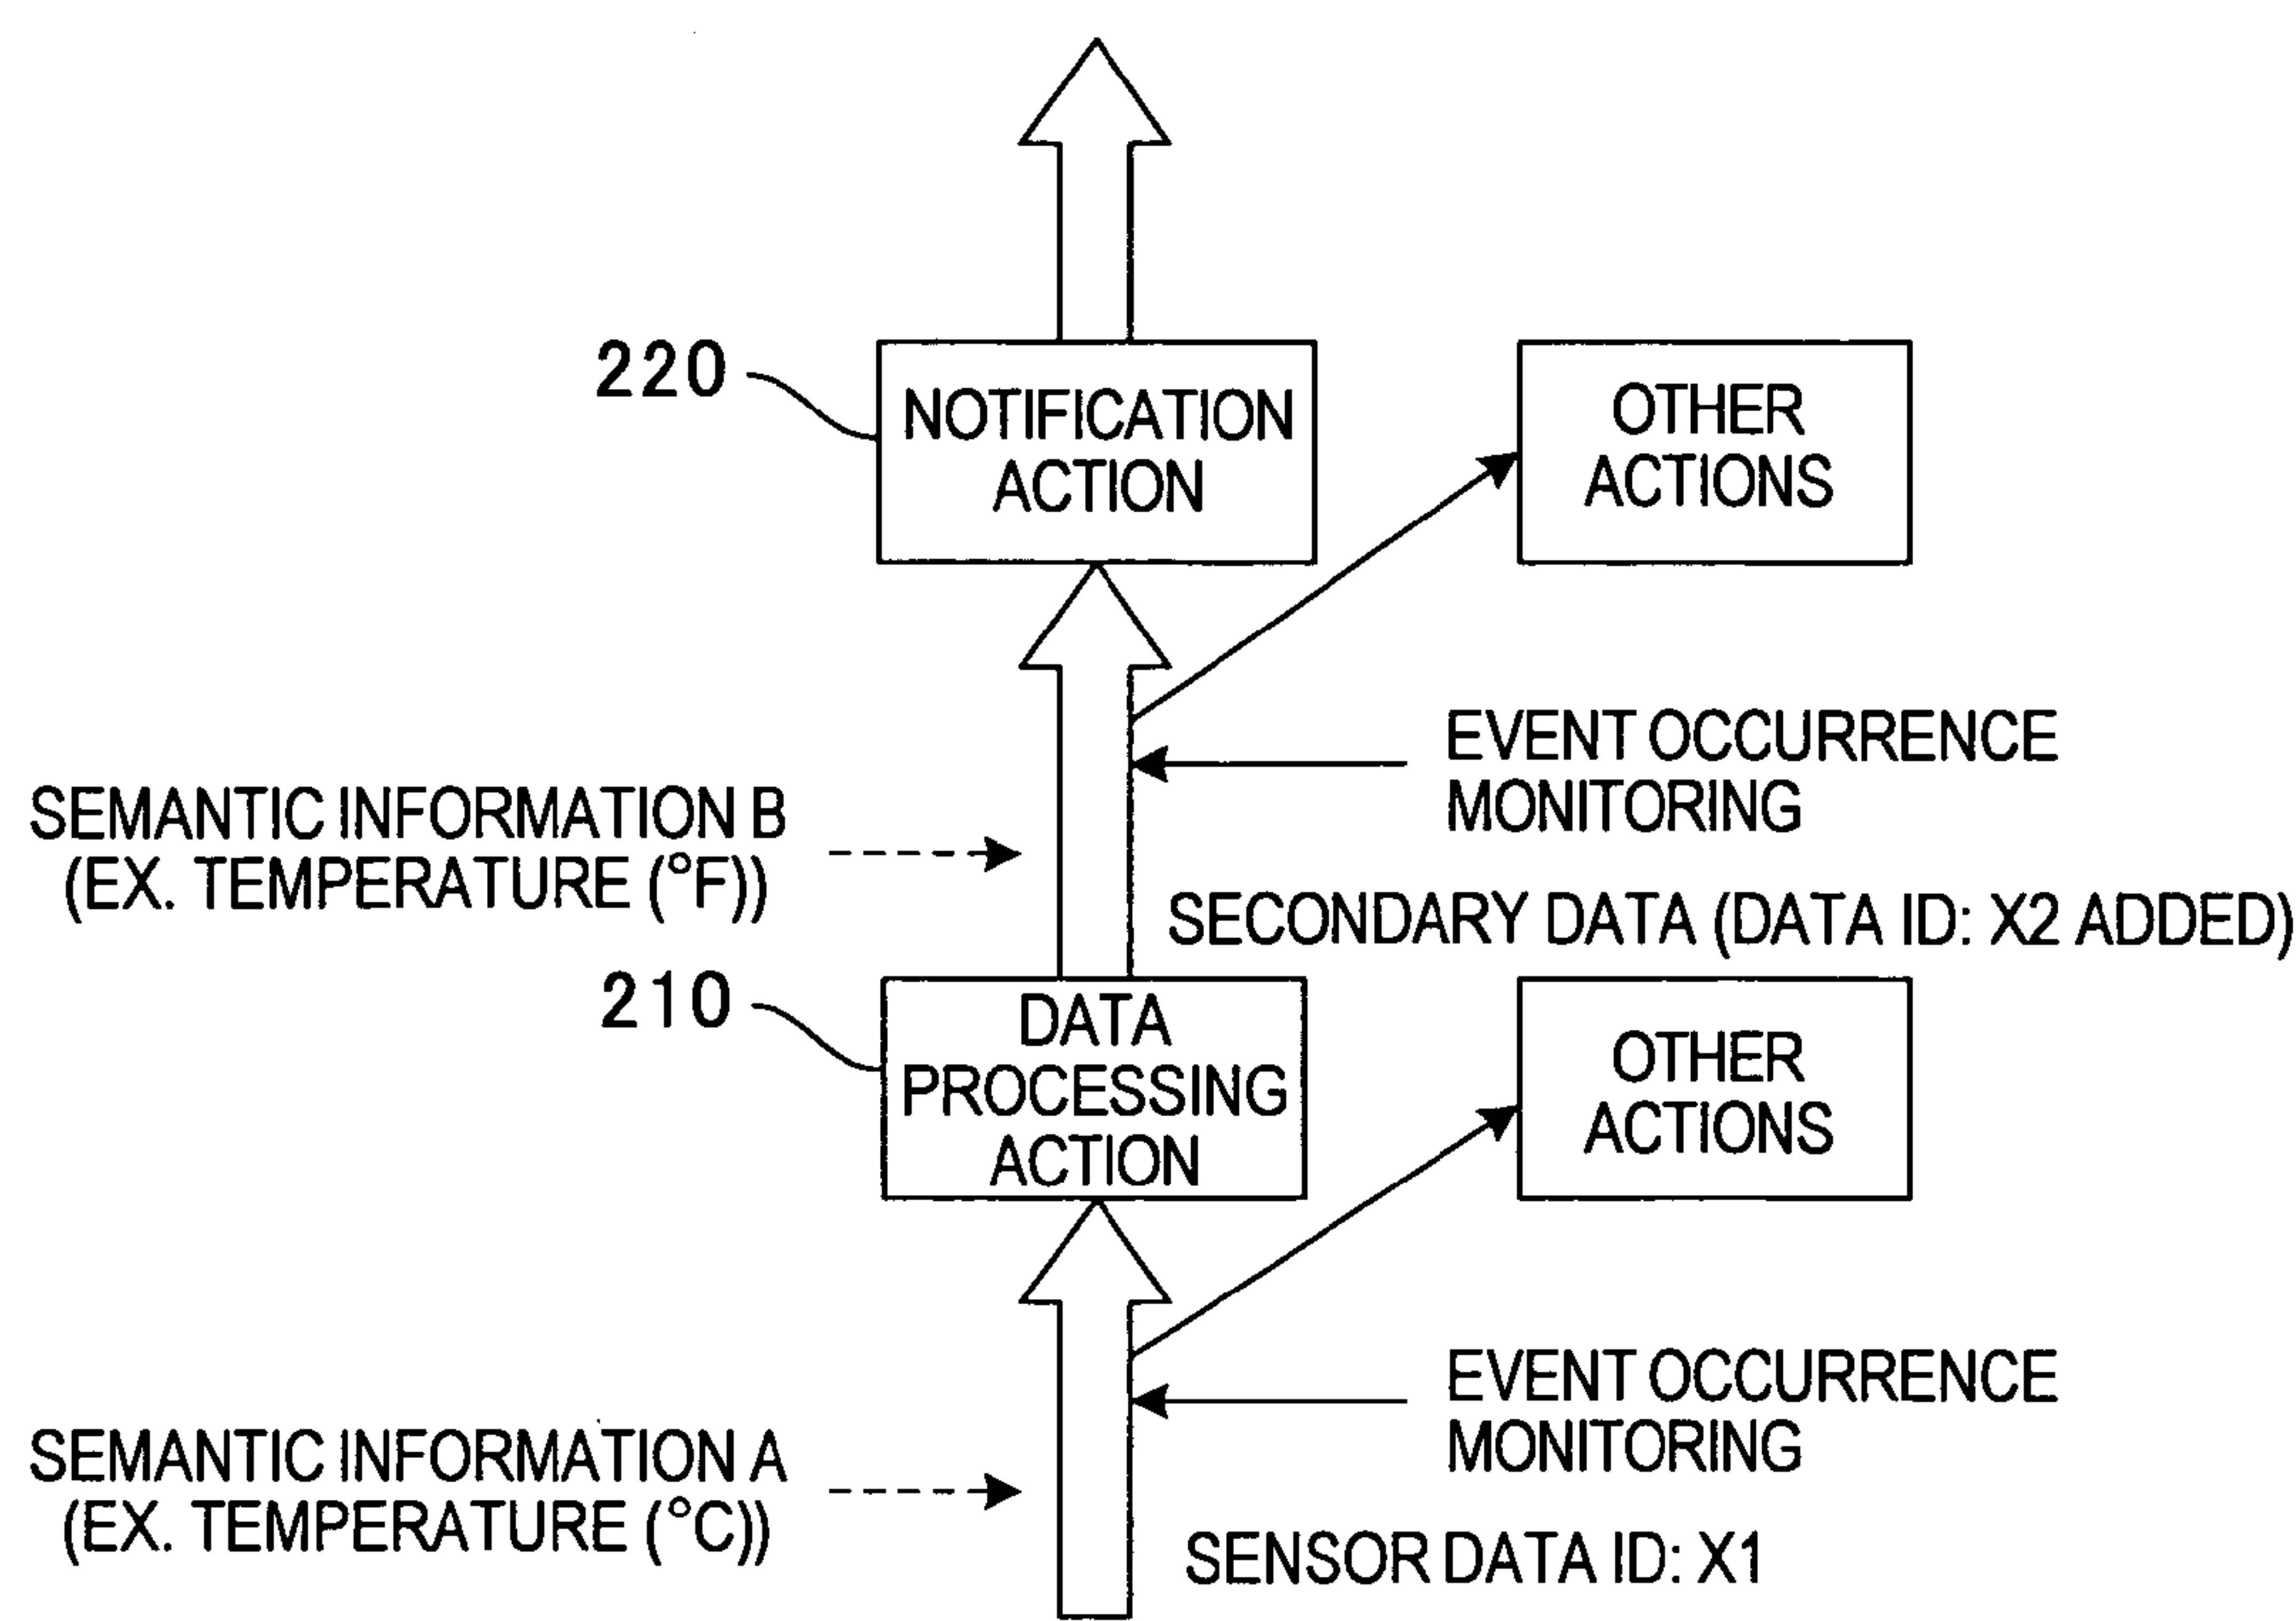 220
NOTIFICATION
ACTION
OTHER
ACTIONS
EVENT OCCURRENCE
MONITORING
SEMANTIC INFORMATION B
(EX. TEMPERATURE (°F))
SECONDARY DATA (DATA ID: X2 ADDED)
210
DATA
PROCESSING
ACTION
OTHER
ACTIONS
EVENT OCCURRENCE
MONITORING
SEMANTIC INFORMATION A
(EX. TEMPERATURE (°C))
SENSOR DATA ID: X1